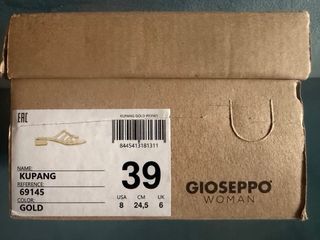 EAC
KUPANG GOLD
8445413181311
NAME:
KUPANG
REFERENCE:
69145
COLOR:
GOLD
39
USA CM UK
8 24,5 6
GIOSEPPO
WOMAN